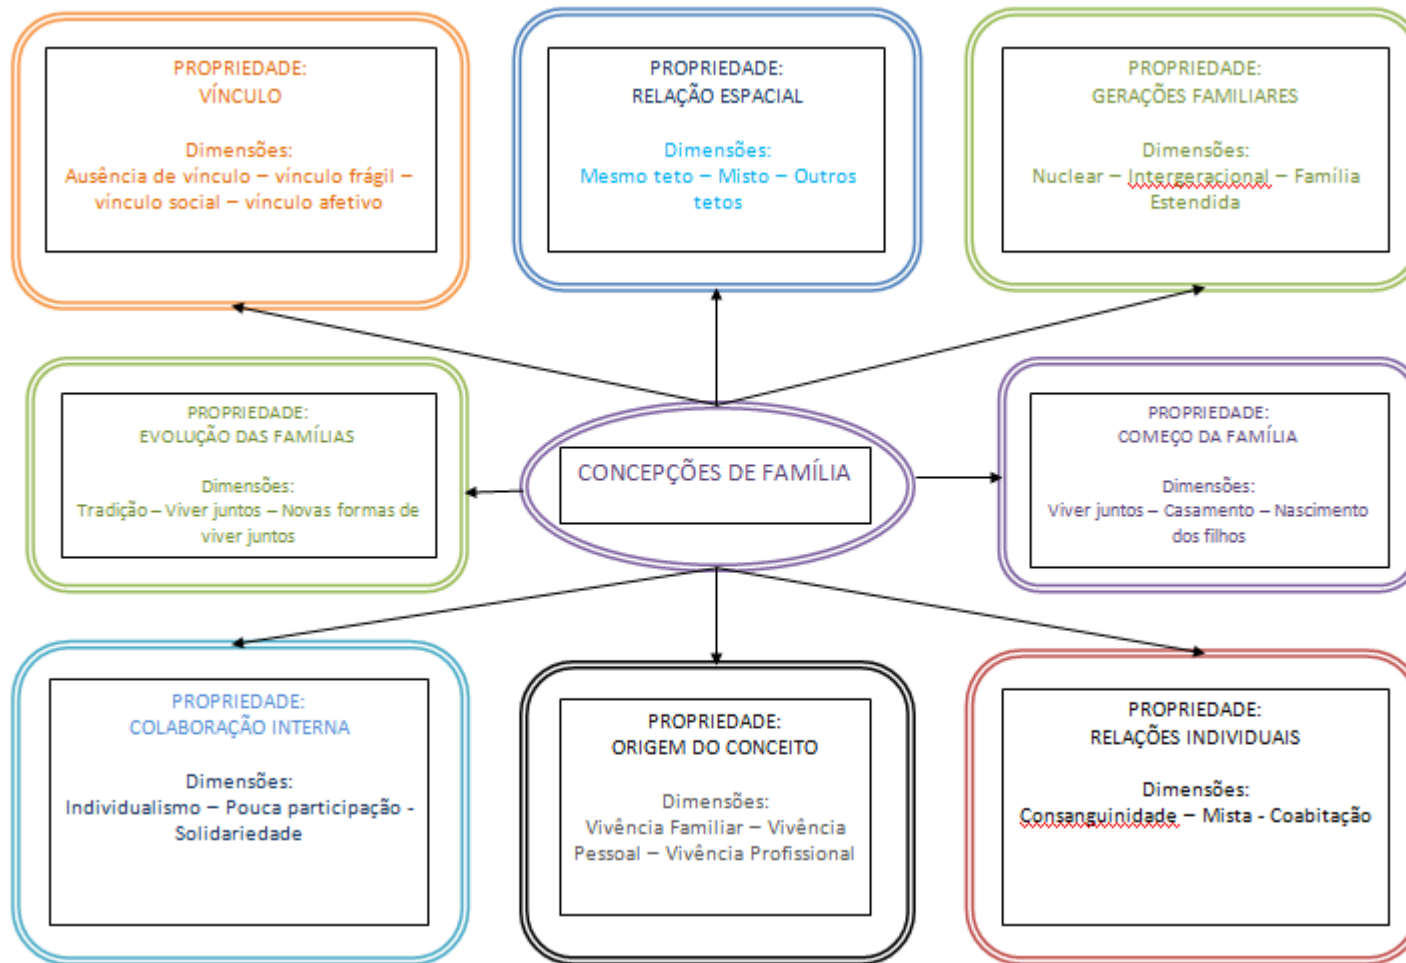 PROPRIEDADE:
VÍNCULO
Dimensões:
Ausência de vínculo – vínculo frágil –
vínculo social – vínculo afetivo
PROPRIEDADE:
RELAÇÃO ESPACIAL
Dimensões:
Mesmo teto – Misto – Outros
tetos
PROPRIEDADE:
GERAÇÕES FAMILIARES
Dimensões:
Nuclear – Intergeracional – Família
Estendida
PROPRIEDADE:
EVOLUÇÃO DAS FAMÍLIAS
Dimensões:
Tradição – Viver juntos – Novas formas de
viver juntos
CONCEPÇÕES DE FAMÍLIA
PROPRIEDADE:
COMEÇO DA FAMÍLIA
Dimensões:
Viver juntos – Casamento – Nascimento
dos filhos
PROPRIEDADE:
COLABORAÇÃO INTERNA
Dimensões:
Individualismo – Pouca participação -
Solidariedade
PROPRIEDADE:
ORIGEM DO CONCEITO
Dimensões:
Vivência Familiar – Vivência
Pessoal – Vivência Profissional
PROPRIEDADE:
RELAÇÕES INDIVIDUAIS
Dimensões:
Consanguinidade – Mista - Coabitação